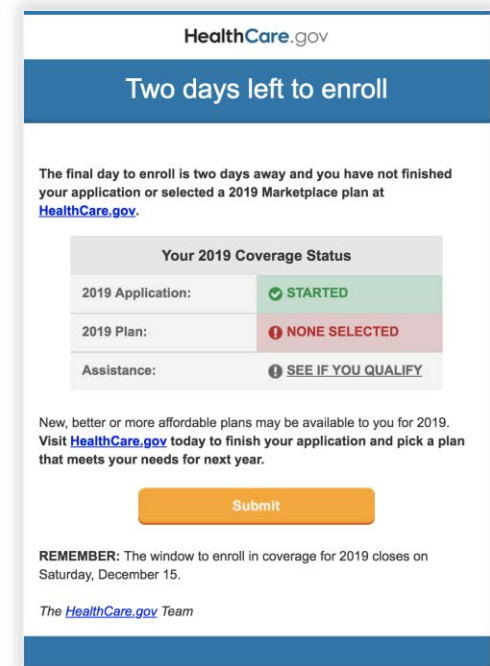 HealthCare.gov
Two days left to enroll
The final day to enroll is two days away and you have not finished
your application or selected a 2019 Marketplace plan at
HealthCare.gov.
Your 2019 Coverage Status
2019 Application: STARTED
2019 Plan: NONE SELECTED
Assistance: SEE IF YOU QUALIFY
New, better or more affordable plans may be available to you for 2019.
Visit HealthCare.gov today to finish your application and pick a plan
that meets your needs for next year.
Submit
REMEMBER: The window to enroll in coverage for 2019 closes on
Saturday, December 15.
The HealthCare.gov Team